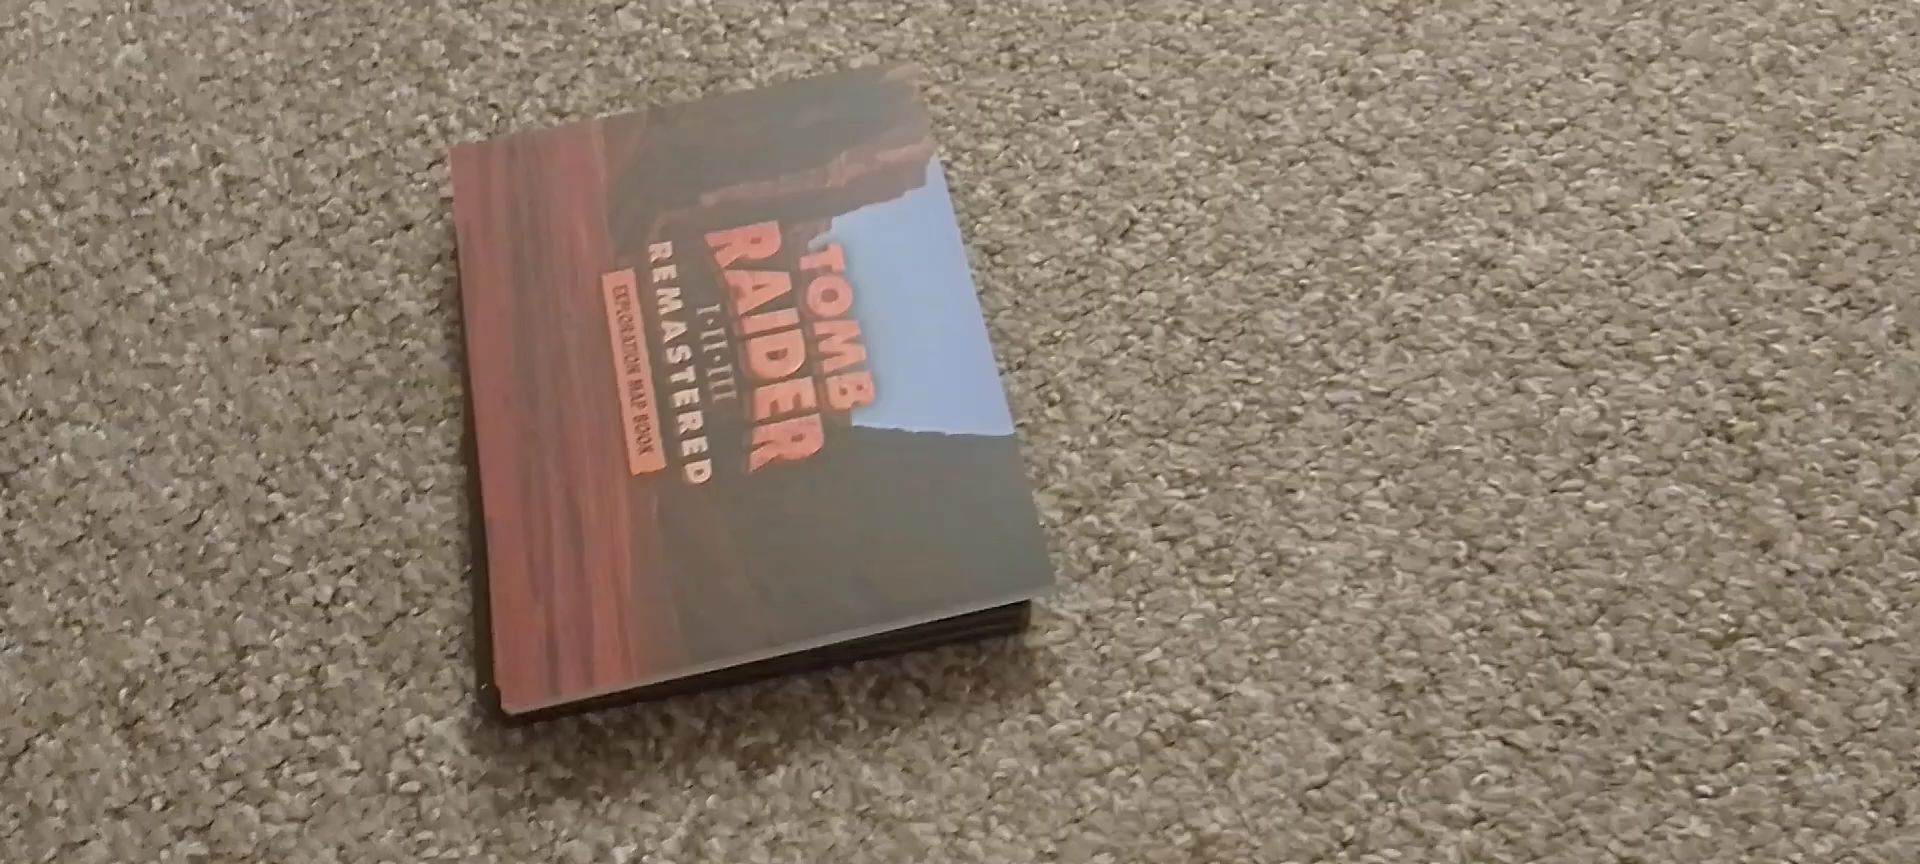 TOMB
RAIDER
I·II·III
REMASTERED
EXPLORATION MAP BOOK